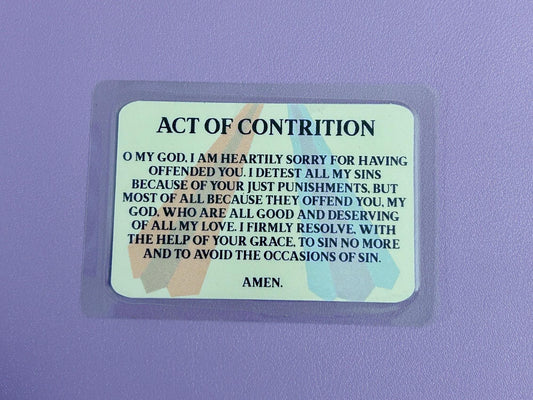 ACT OF CONTRITION
O MY GOD, I AM HEARTILY SORRY FOR HAVING
OFFENDED YOU. I DETEST ALL MY SINS
BECAUSE OF YOUR JUST PUNISHMENTS, BUT
MOST OF ALL BECAUSE THEY OFFEND YOU, MY
GOD, WHO ARE ALL GOOD AND DESERVING
OF ALL MY LOVE. I FIRMLY RESOLVE, WITH
THE HELP OF YOUR GRACE, TO SIN NO MORE
AND TO AVOID THE OCCASIONS OF SIN.
AMEN.